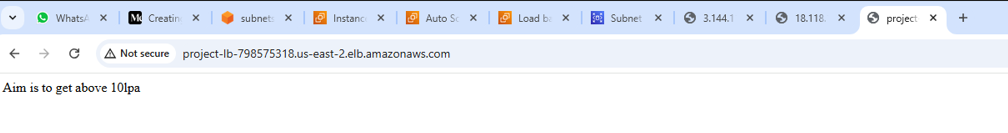 WhatsA
Creatin
subnet
Instanc
Auto Sc
Load ba
Subnet
3.144.1
18.118.
project
Not secure
project-lb-798575318.us-east-2.elb.amazonaws.com
Aim is to get above 10lpa